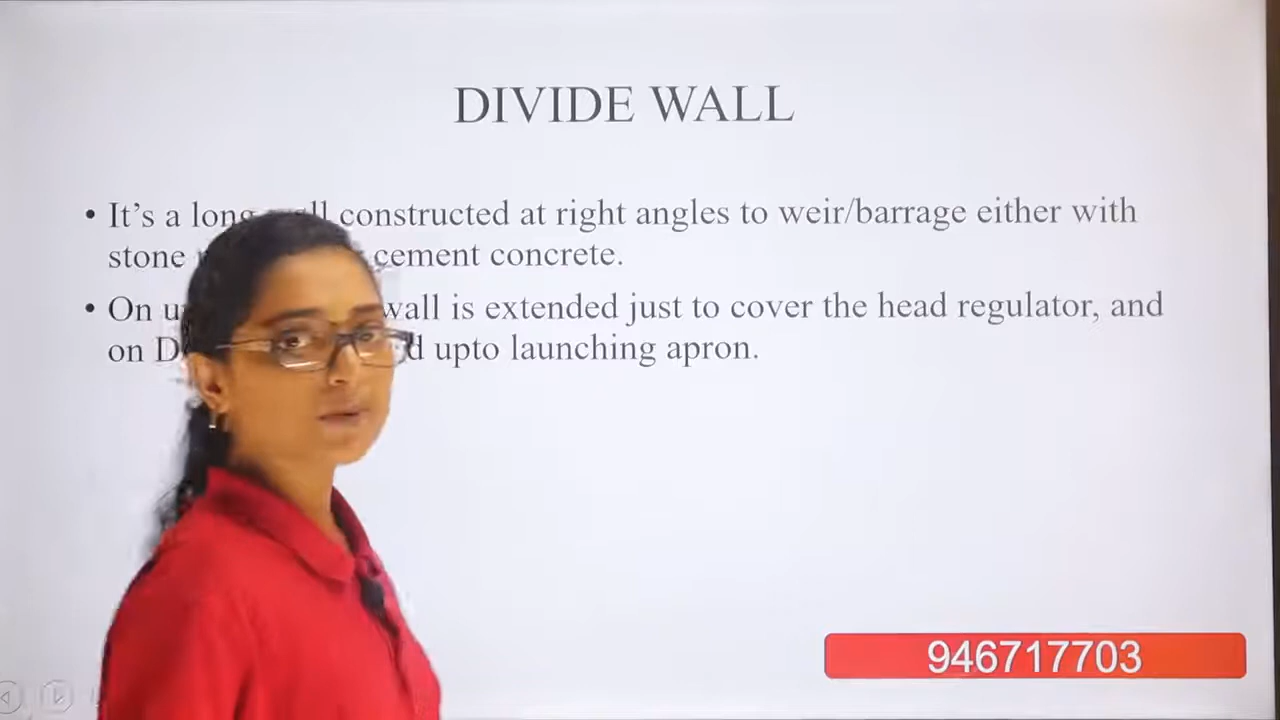 DIVIDE WALL
• It’s a long constructed at right angles to weir/barrage either with
stone cement concrete.
• On wall is extended just to cover the head regulator, and
on upto launching apron.
946717703